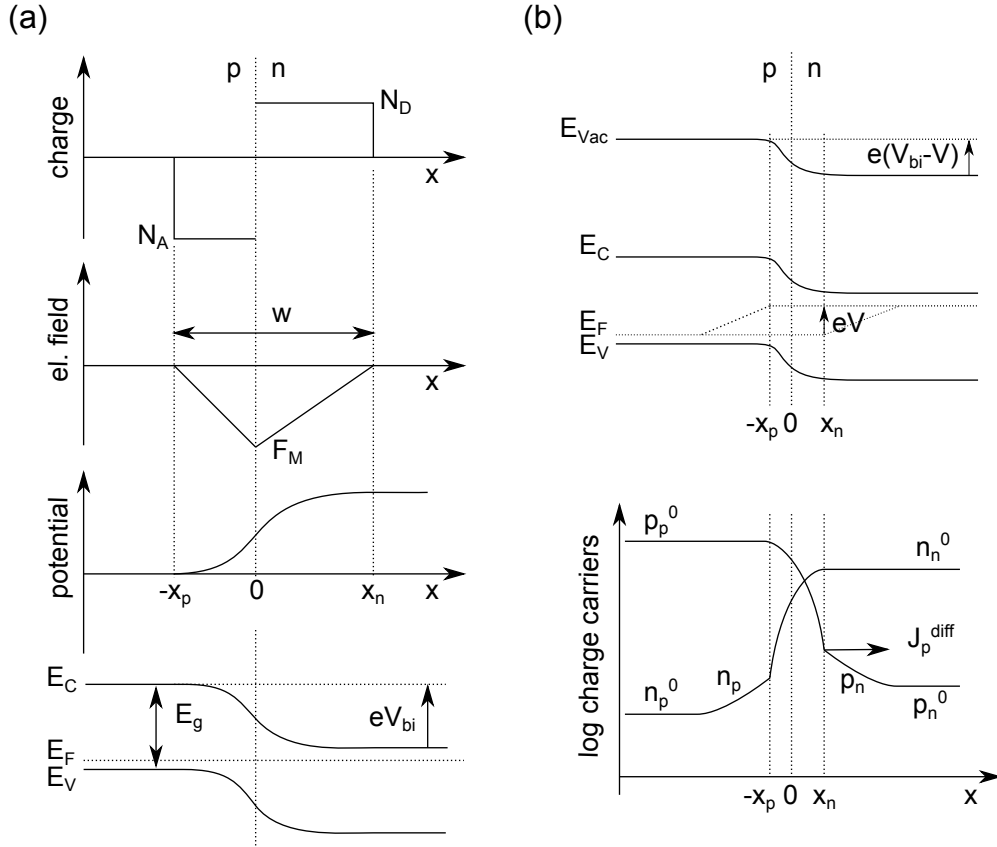 (a)
p n
charge
N_D
x
N_A
el. field
w
x
F_M
potential
-x_p 0 x_n x
E_C
E_g
eV_bi
E_F
E_V
(b)
p n
E_Vac
e(V_bi-V)
E_C
E_F
eV
E_V
-x_p 0 x_n
log charge carriers
p_p^0
n_n^0
J_p^diff
n_p
p_n
n_p^0
p_n^0
-x_p 0 x_n x